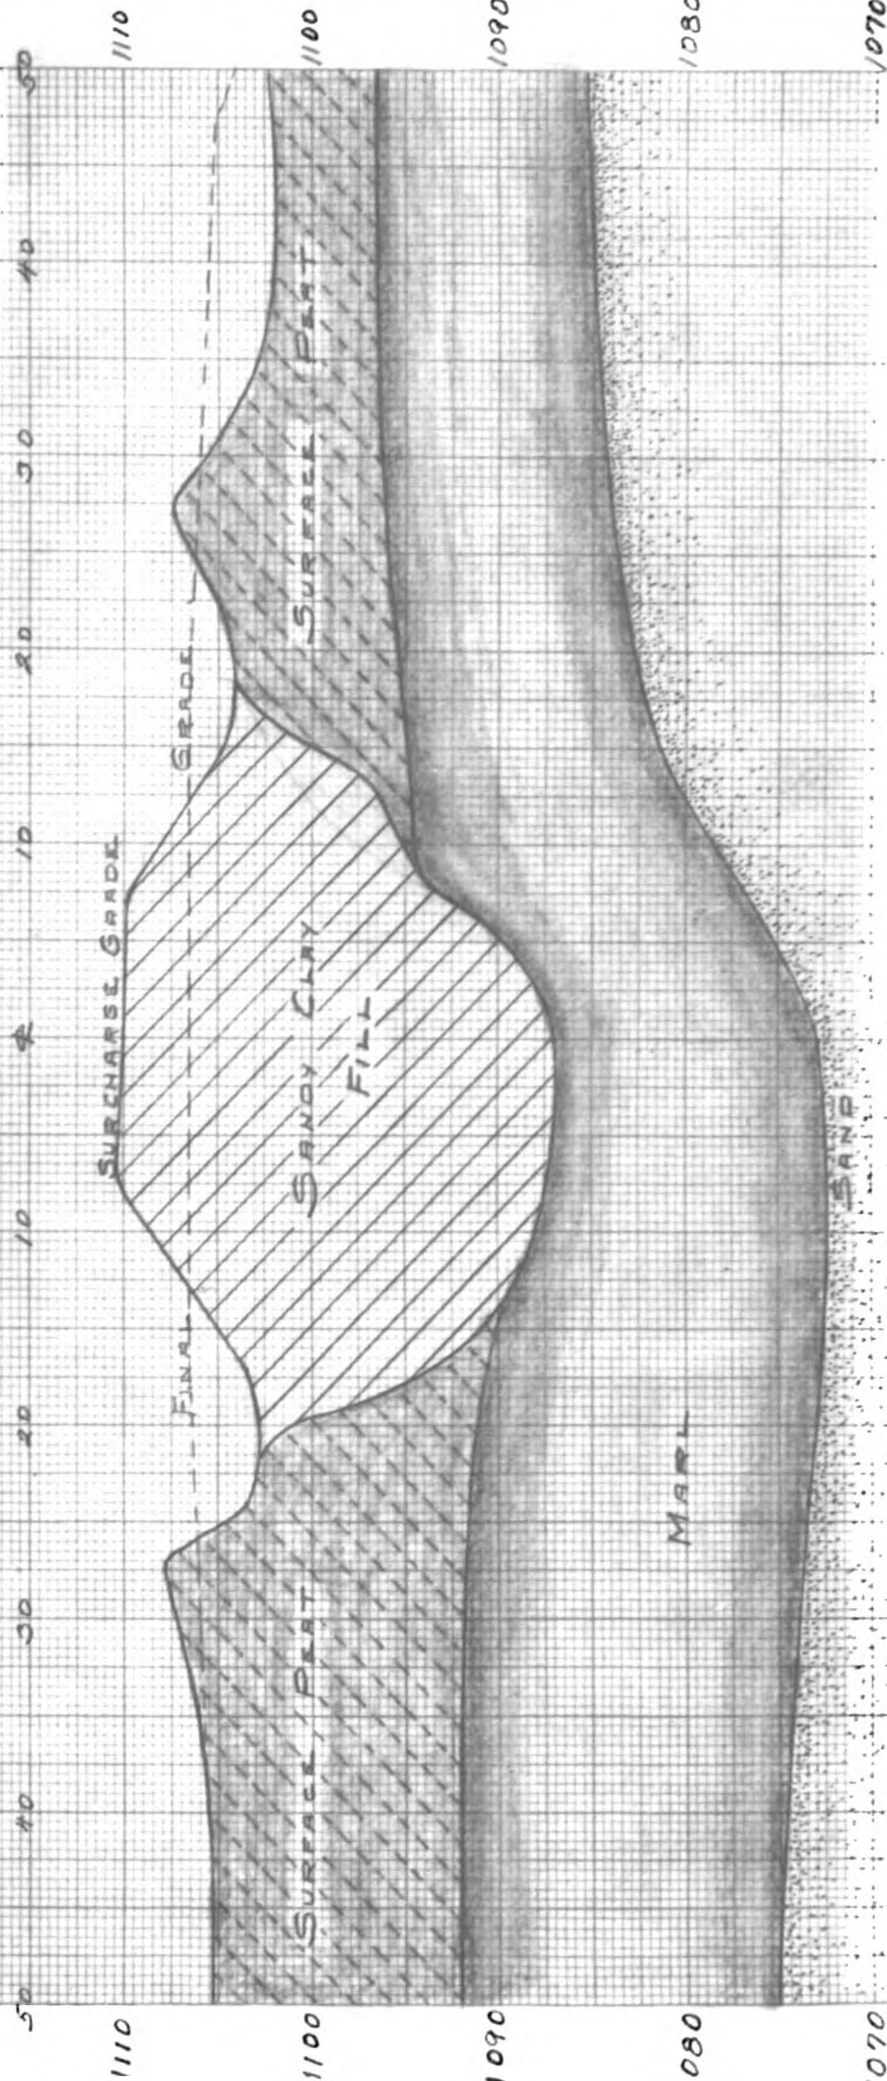 50 40 30 20 10 ℄ 10 20 30 40 50
1110
1110
SURCHARSE GRADE
FINAL GRADE
1100
1100
SURFACE PEAT
SANDY CLAY
FILL
SURFACE PEAT
1090
1090
MARL
1080
1080
SAND
1070
1070